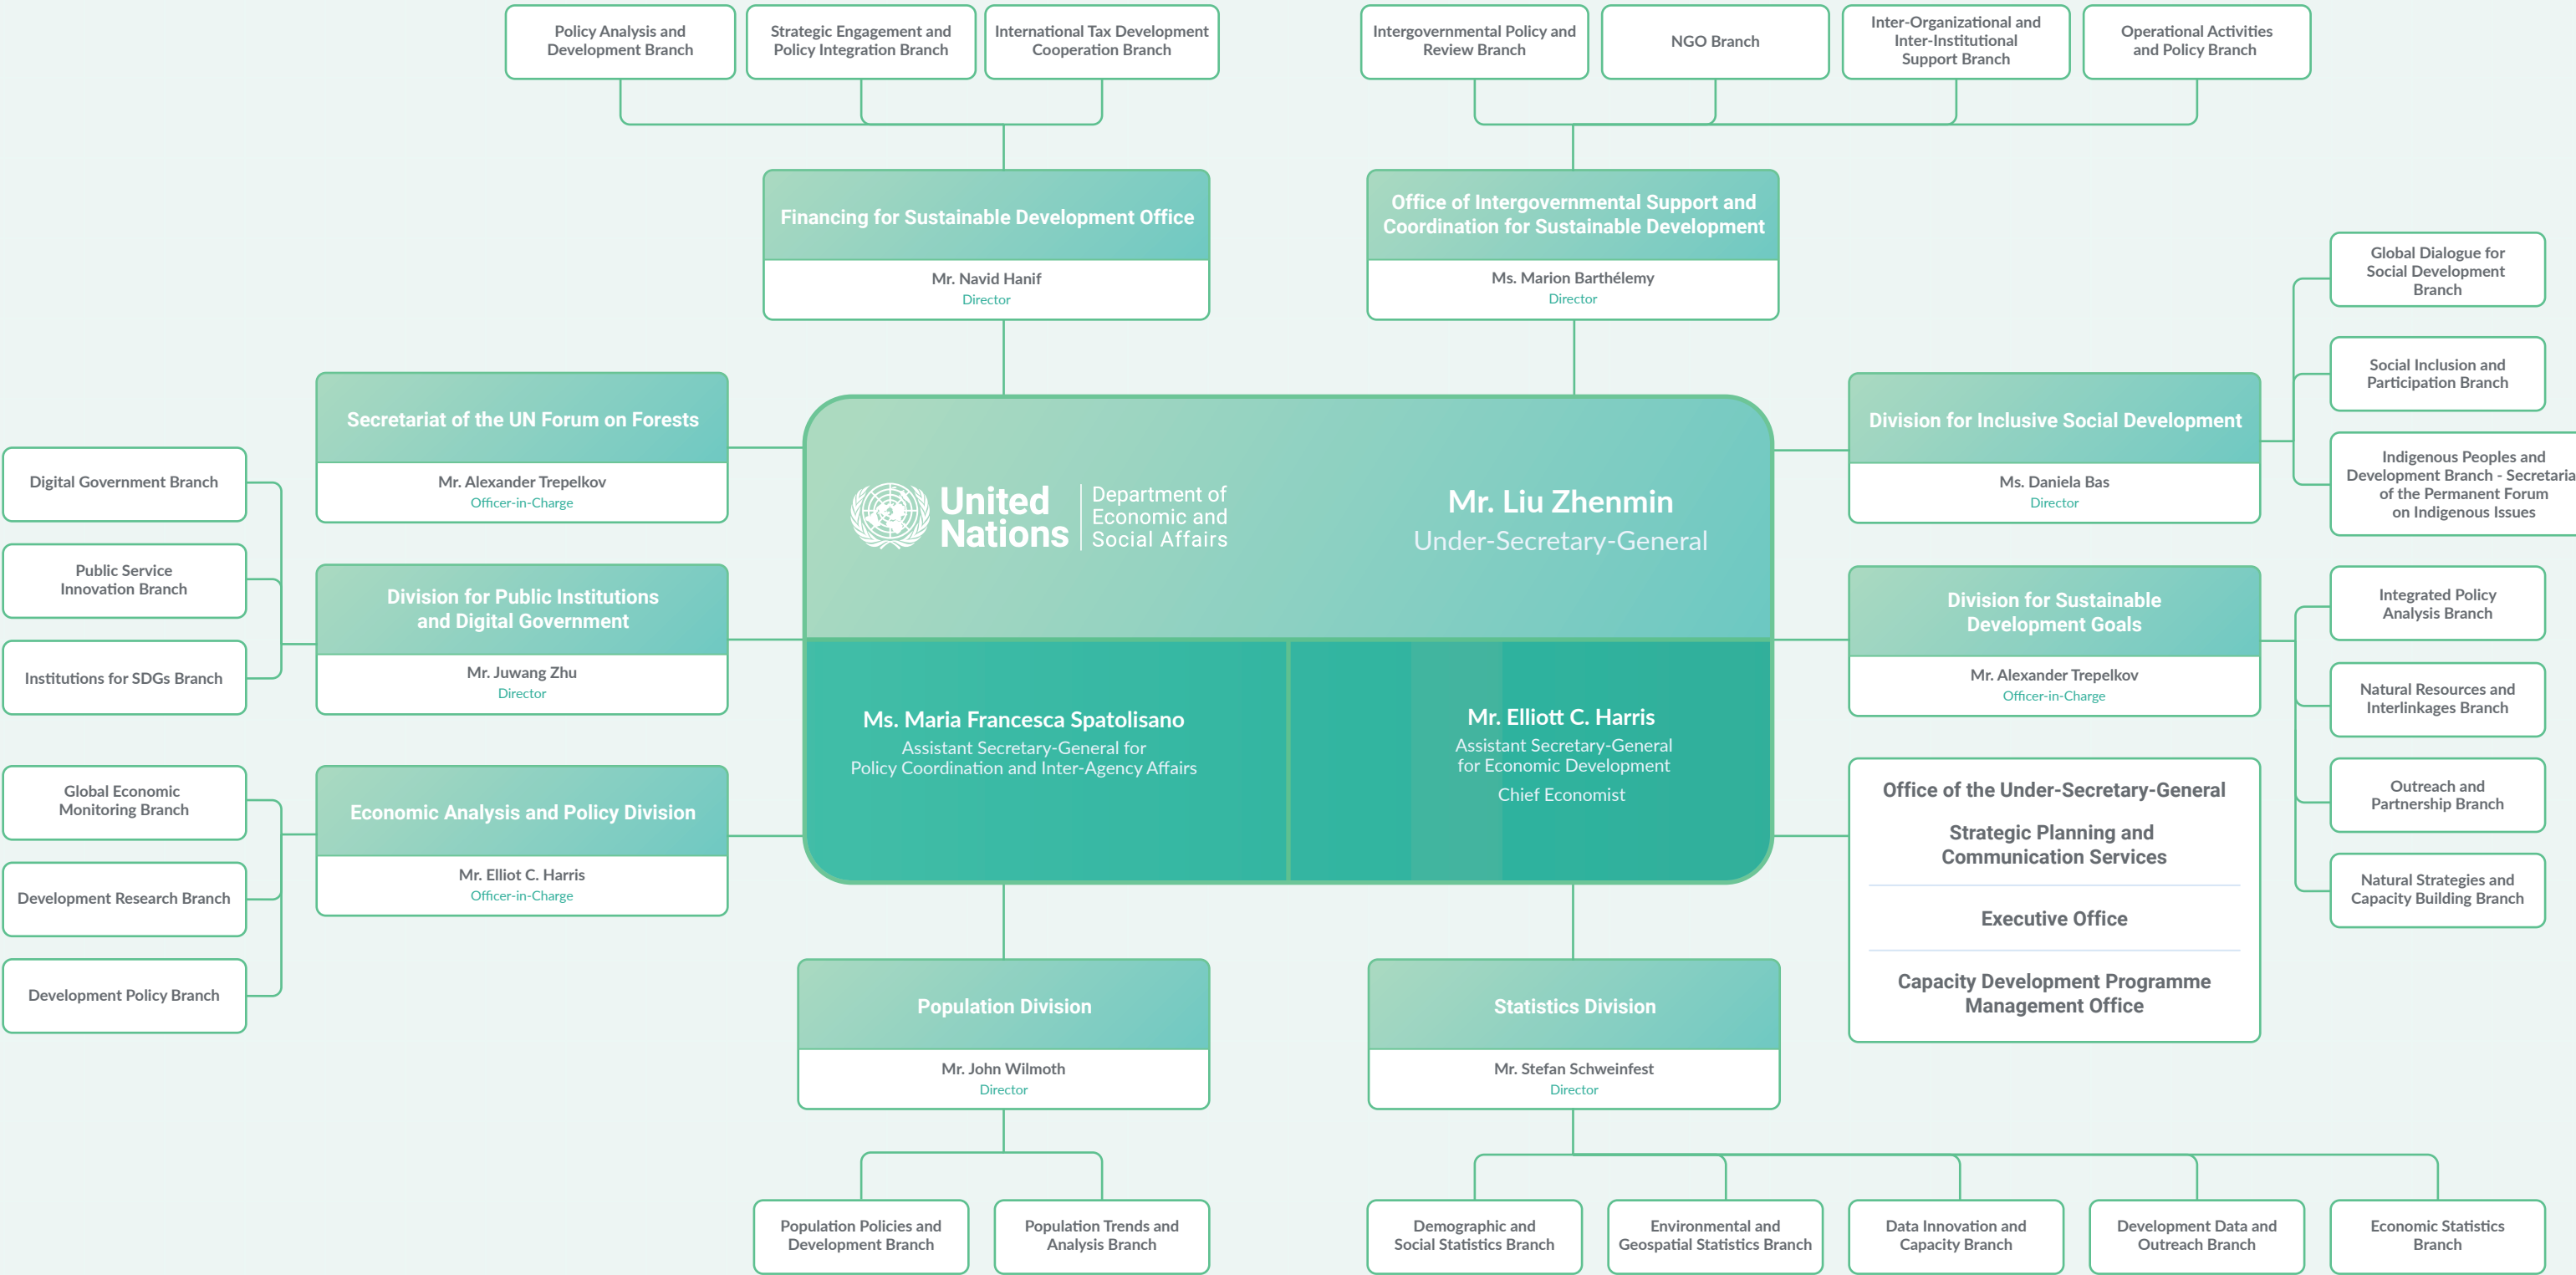 Policy Analysis and
Development Branch
Strategic Engagement and
Policy Integration Branch
International Tax Development
Cooperation Branch
Intergovernmental Policy and
Review Branch
NGO Branch
Inter-Organizational and
Inter-Institutional
Support Branch
Operational Activities
and Policy Branch
Financing for Sustainable Development Office
Mr. Navid Hanif
Director
Office of Intergovernmental Support and
Coordination for Sustainable Development
Ms. Marion Barthélemy
Director
Secretariat of the UN Forum on Forests
Mr. Alexander Trepelkov
Officer-in-Charge
Digital Government Branch
Public Service
Innovation Branch
Institutions for SDGs Branch
Division for Public Institutions
and Digital Government
Mr. Juwang Zhu
Director
Global Economic
Monitoring Branch
Development Research Branch
Development Policy Branch
Economic Analysis and Policy Division
Mr. Elliot C. Harris
Officer-in-Charge
United
Nations
Department of
Economic and
Social Affairs
Mr. Liu Zhenmin
Under-Secretary-General
Ms. Maria Francesca Spatolisano
Assistant Secretary-General for
Policy Coordination and Inter-Agency Affairs
Mr. Elliott C. Harris
Assistant Secretary-General
for Economic Development
Chief Economist
Division for Inclusive Social Development
Ms. Daniela Bas
Director
Global Dialogue for
Social Development
Branch
Social Inclusion and
Participation Branch
Indigenous Peoples and
Development Branch - Secretaria
of the Permanent Forum
on Indigenous Issues
Division for Sustainable
Development Goals
Mr. Alexander Trepelkov
Officer-in-Charge
Integrated Policy
Analysis Branch
Natural Resources and
Interlinkages Branch
Outreach and
Partnership Branch
Natural Strategies and
Capacity Building Branch
Office of the Under-Secretary-General
Strategic Planning and
Communication Services
Executive Office
Capacity Development Programme
Management Office
Population Division
Mr. John Wilmoth
Director
Statistics Division
Mr. Stefan Schweinfest
Director
Population Policies and
Development Branch
Population Trends and
Analysis Branch
Demographic and
Social Statistics Branch
Environmental and
Geospatial Statistics Branch
Data Innovation and
Capacity Branch
Development Data and
Outreach Branch
Economic Statistics
Branch